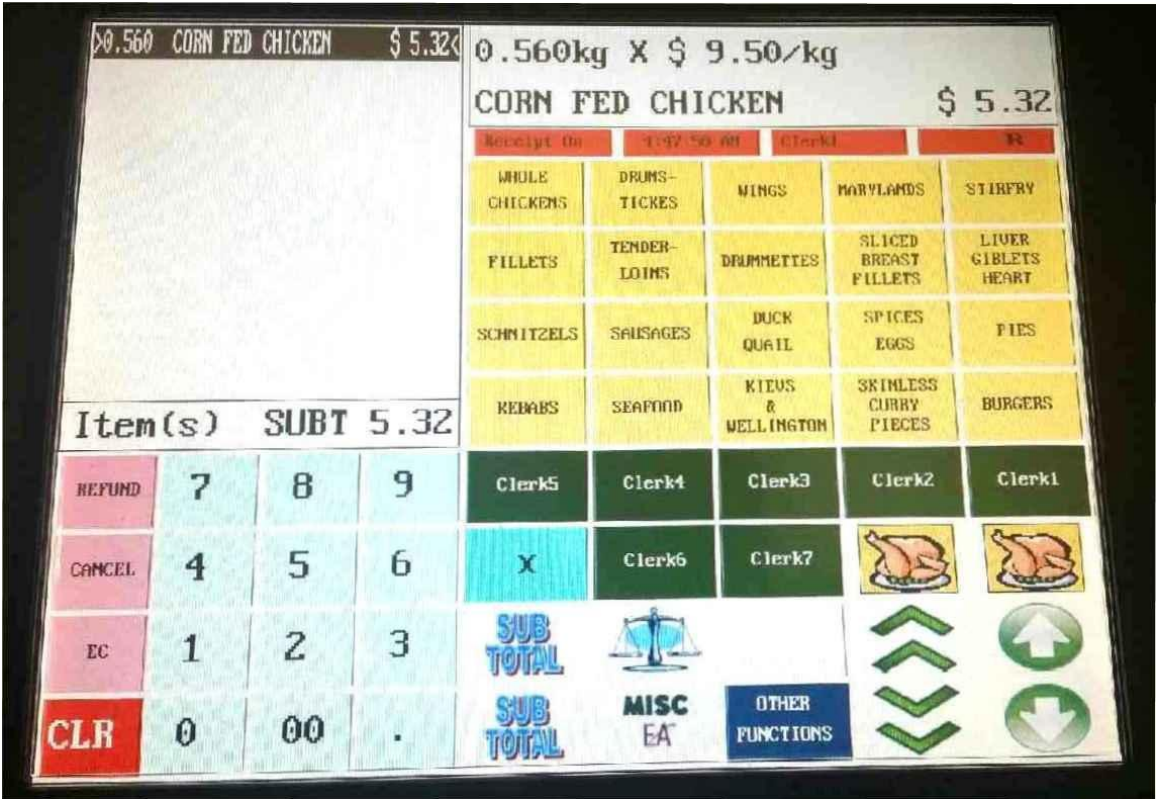 >0.560 CORN FED CHICKEN $ 5.32<
0.560kg X $ 9.50/kg
CORN FED CHICKEN $ 5.32
Receipt On AM Clerk1 R
WHOLE CHICKENS
DRUMS-
TICKES
WINGS
MARYLANDS
STIRFRY
FILLETS
TENDER-
LOINS
DRUMMETTES
SLICED
BREAST
FILLETS
LIVER
GIBLETS
HEART
SCHNITZELS
SAUSAGES
DUCK
QUAIL
SPICES
EGGS
PIES
KEBABS
SEAFOOD
KIEVS
&
WELLINGTON
SKINLESS
CURRY
PIECES
BURGERS
Item(s) SUBT 5.32
REFUND 7 8 9
CANCEL 4 5 6
EC 1 2 3
CLR 0 00 .
Clerk5 Clerk4 Clerk3 Clerk2 Clerk1
X Clerk6 Clerk7
SUB
TOTAL
SUB
TOTAL
MISC
EA
OTHER
FUNCTIONS